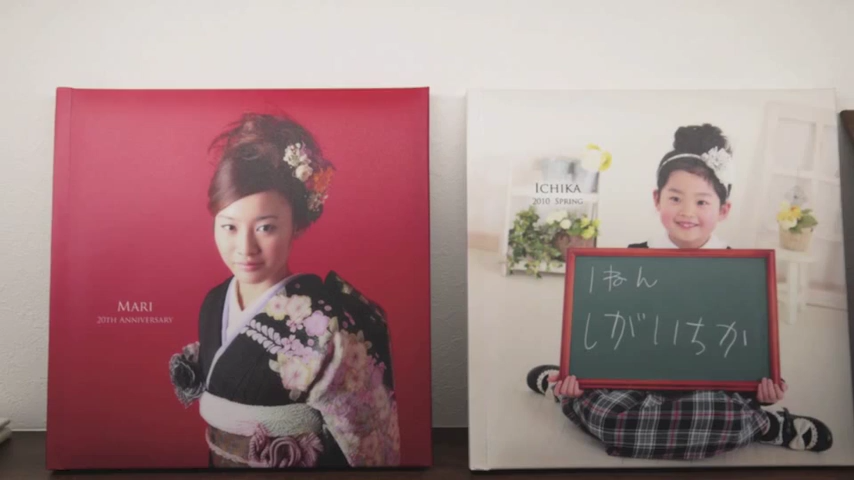 MARI
20TH ANNIVERSARY
ICHIKA
2010 SPRING
1ねん
しがいちか